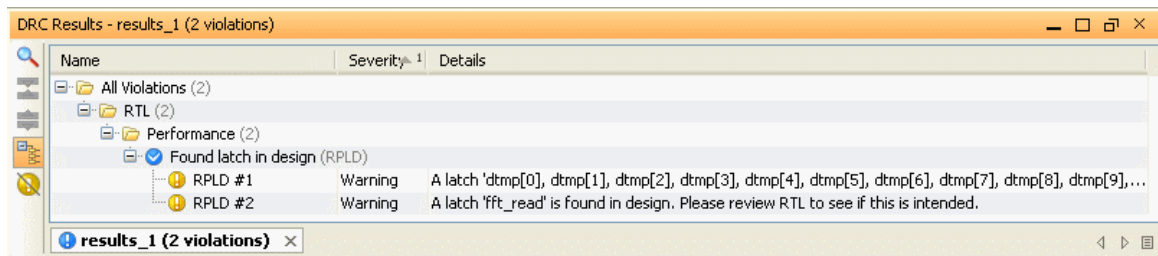 DRC Results - results_1 (2 violations)
Name Severity 1 Details
All Violations (2)
RTL (2)
Performance (2)
Found latch in design (RPLD)
RPLD #1 Warning A latch 'dtmp[0], dtmp[1], dtmp[2], dtmp[3], dtmp[4], dtmp[5], dtmp[6], dtmp[7], dtmp[8], dtmp[9],...
RPLD #2 Warning A latch 'fft_read' is found in design. Please review RTL to see if this is intended.
results_1 (2 violations)